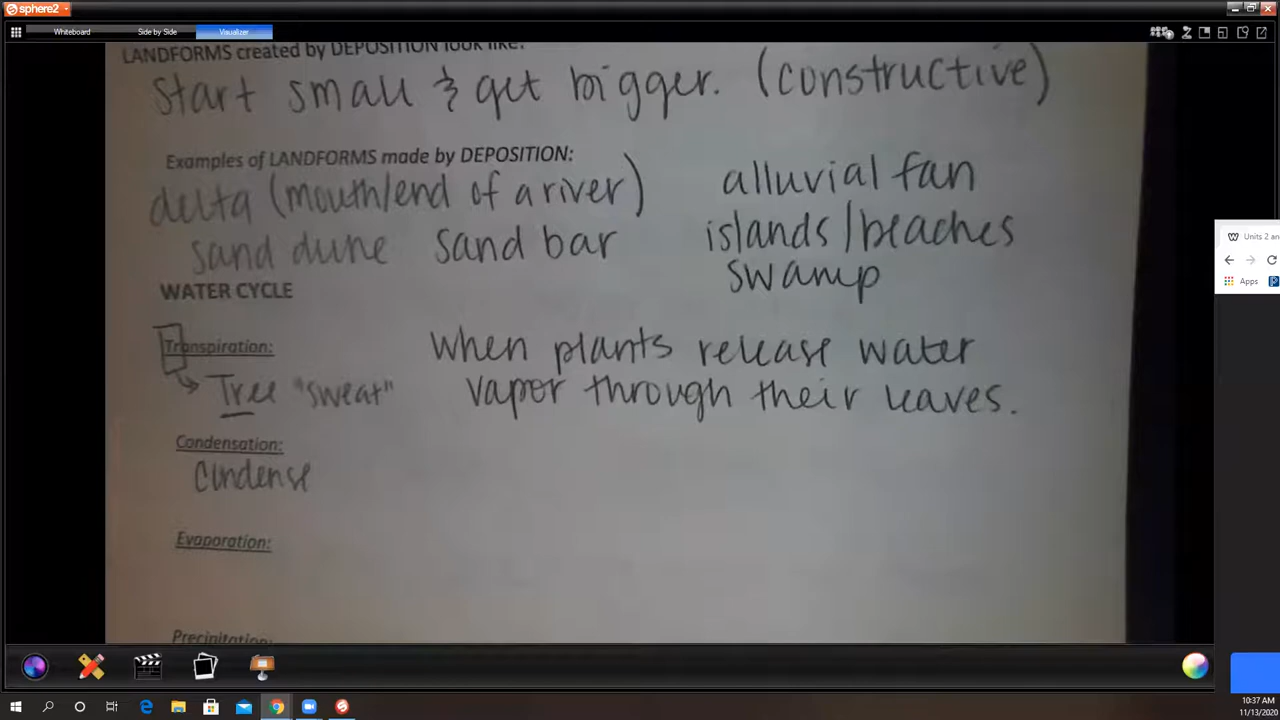 sphere2
Whiteboard
Side by Side
Visualizer
LANDFORMS created by DEPOSITION look like:
Start small & get bigger. (constructive)
Examples of LANDFORMS made by DEPOSITION:
delta (mouth/end of a river)
alluvial fan
sand dune sand bar
islands/beaches
swamp
WATER CYCLE
Transpiration:
When plants release water
Tree "sweat"
vapor through their leaves.
Condensation:
Condense
Evaporation:
Precipitation:
Units 2 an
Apps
10:37 AM
11/13/2020